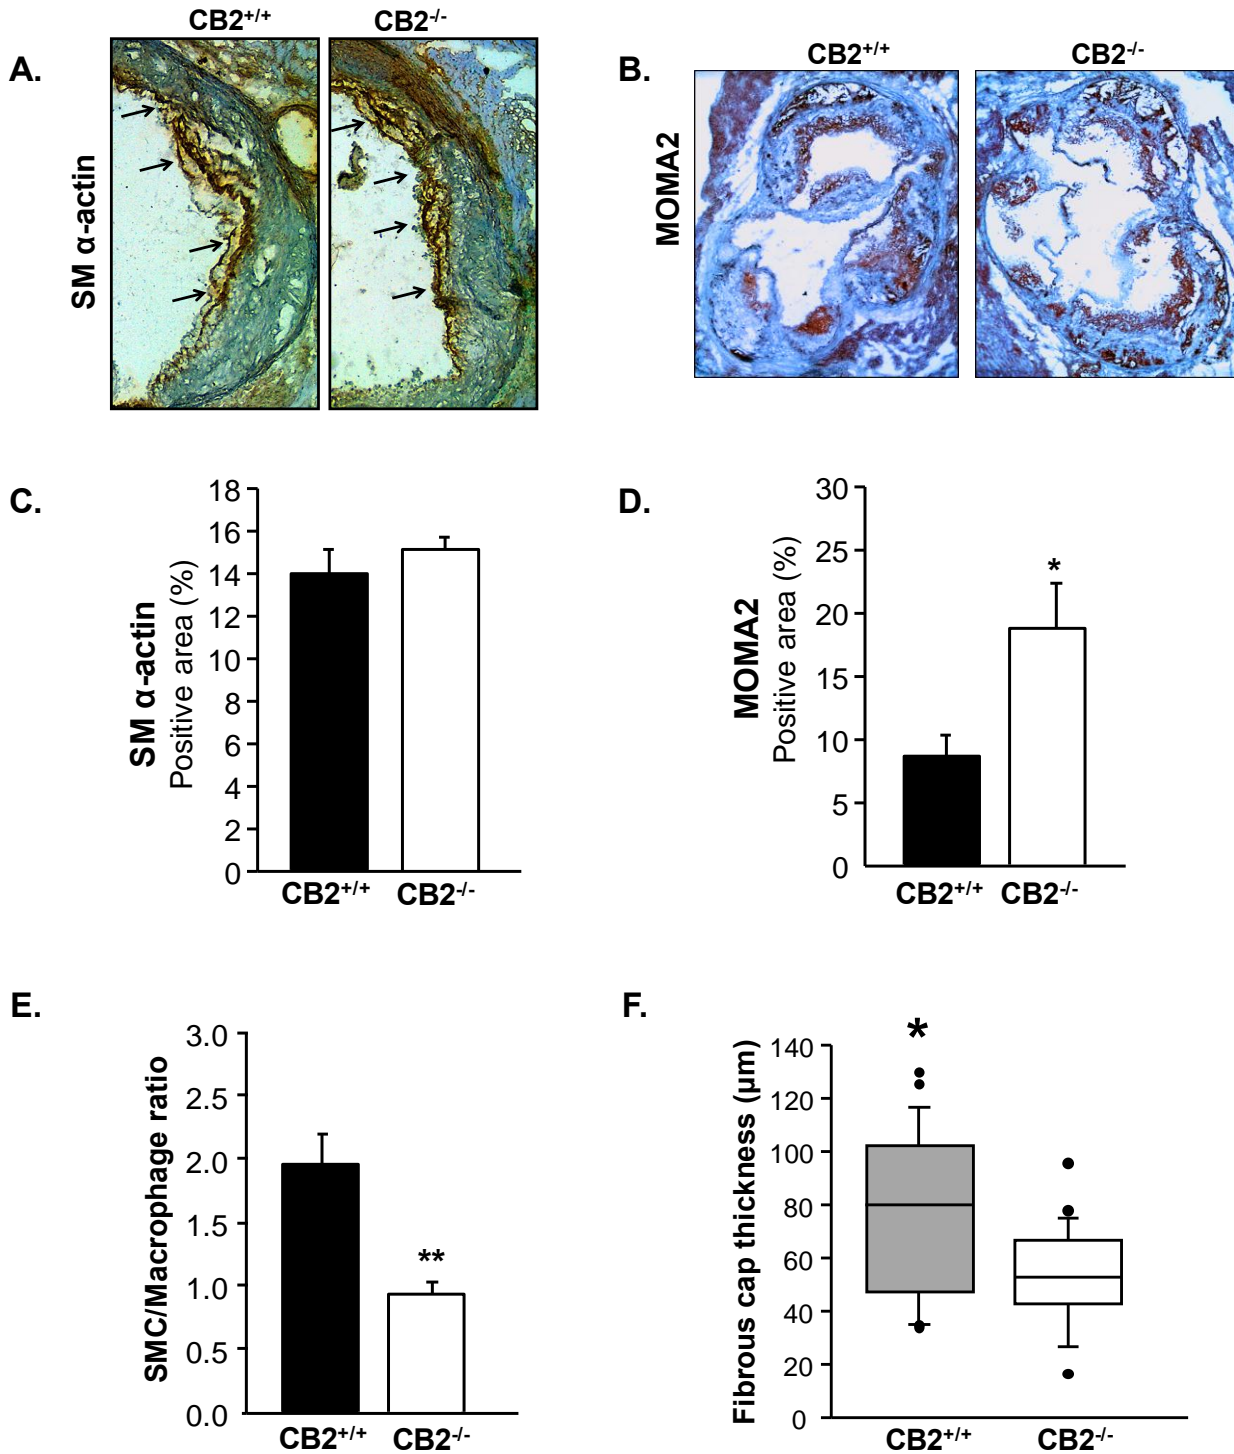 A.
CB2+/+
CB2-/-
SM α-actin
B.
CB2+/+
CB2-/-
MOMA2
C.
SM α-actin
Positive area (%)
18
16
14
12
10
8
6
4
2
0
CB2+/+
CB2-/-
D.
MOMA2
Positive area (%)
30
25
20
15
10
5
0
*
CB2+/+
CB2-/-
E.
SMC/Macrophage ratio
3.0
2.5
2.0
1.5
1.0
0.5
0.0
**
CB2+/+
CB2-/-
F.
Fibrous cap thickness (μm)
140
120
100
80
60
40
20
0
*
CB2+/+
CB2-/-